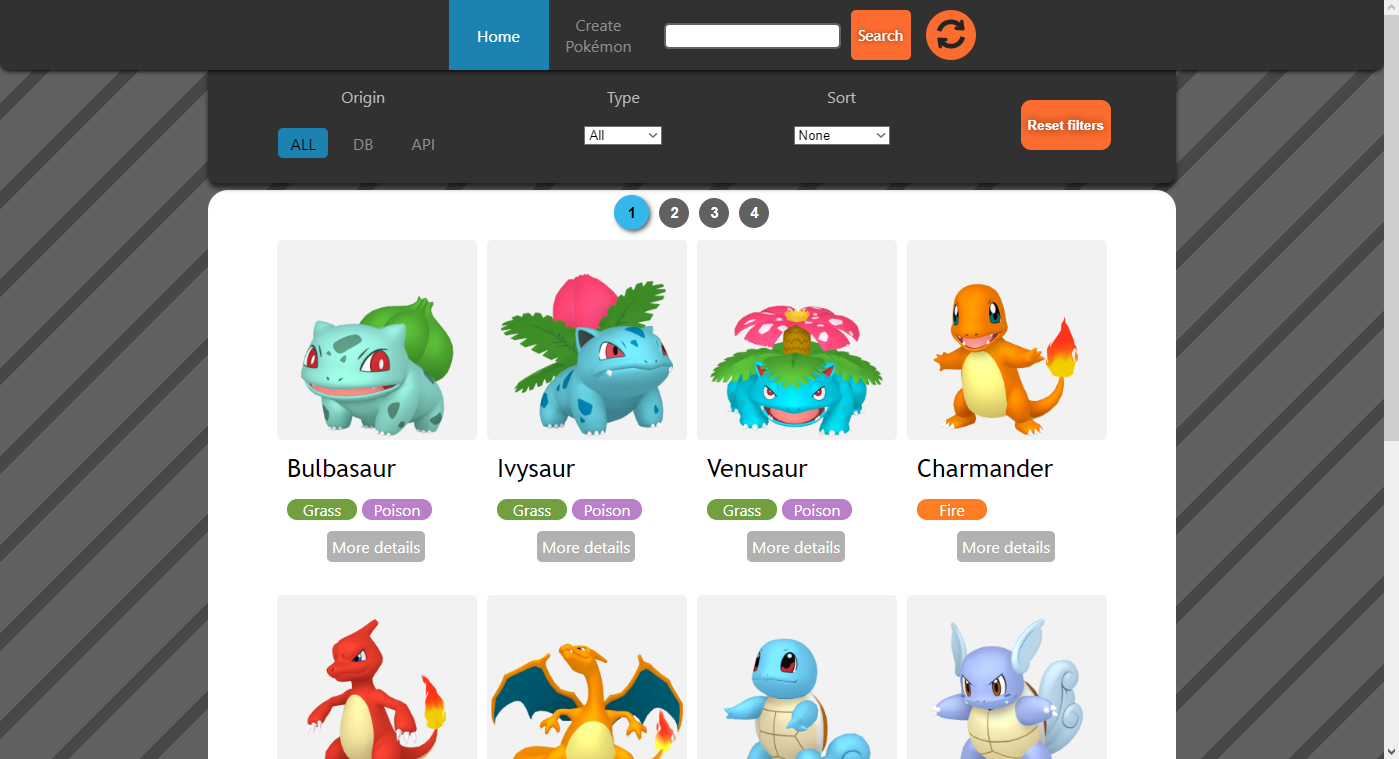 Home
Create
Pokémon
Search
Origin
Type
Sort
ALL
DB
API
All
None
Reset filters
1 2 3 4
Bulbasaur
Ivysaur
Venusaur
Charmander
Grass Poison
Grass Poison
Grass Poison
Fire
More details
More details
More details
More details